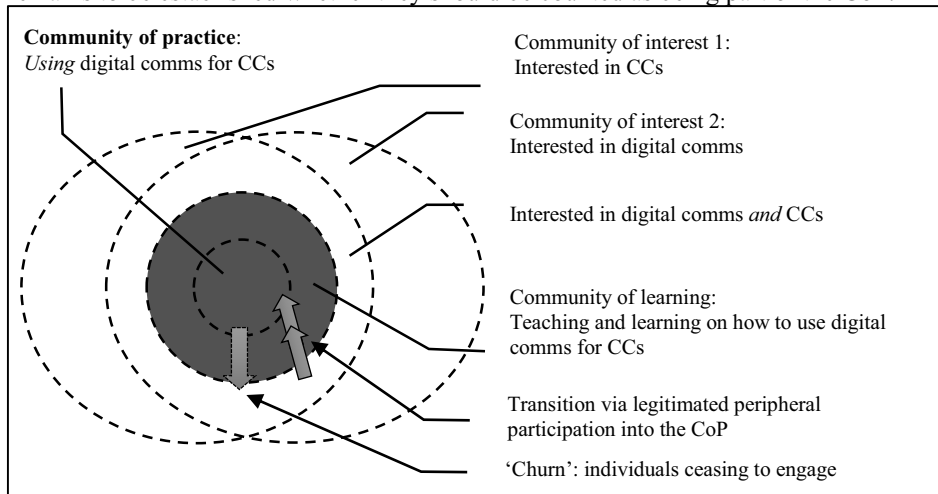 Community of practice:
Using digital comms for CCs
Community of interest 1:
Interested in CCs
Community of interest 2:
Interested in digital comms
Interested in digital comms and CCs
Community of learning:
Teaching and learning on how to use digital
comms for CCs
Transition via legitimated peripheral
participation into the CoP
‘Churn’: individuals ceasing to engage